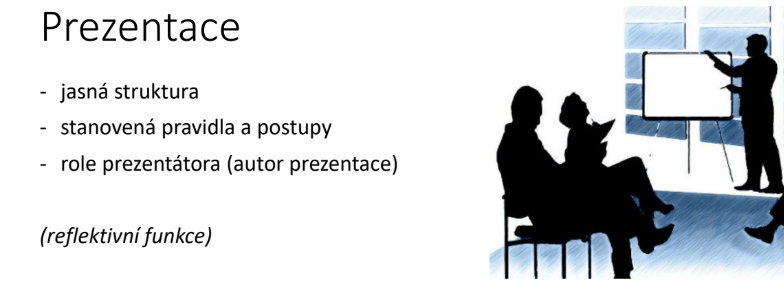 Prezentace
- jasná struktura
- stanovená pravidla a postupy
- role prezentátora (autor prezentace)
(reflektivní funkce)